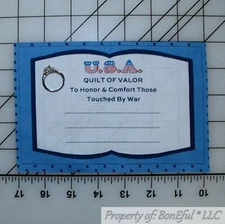 U.S.A.
QUILT OF VALOR
To Honor & Comfort Those
Touched By War
17 16 15 14 13 12 11 10
Property of BonEful ~ LLC